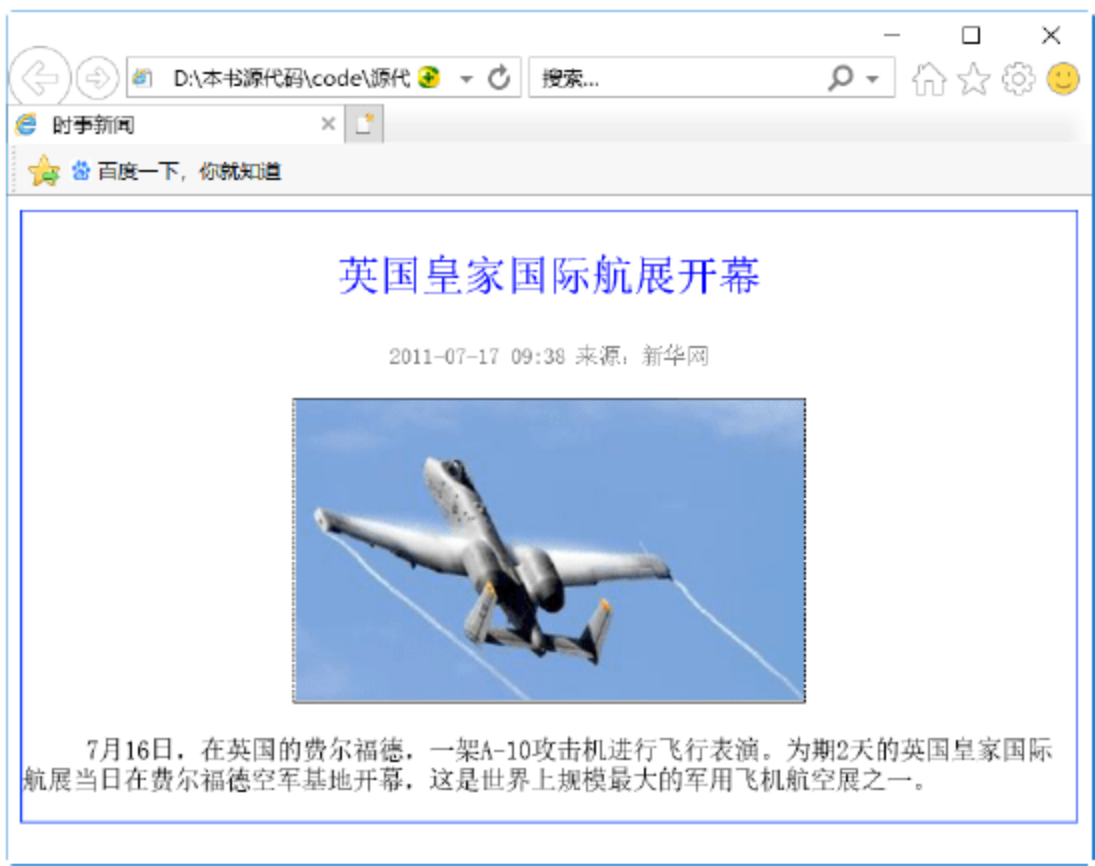 D:\本书源代码\code\源代
搜索...
时事新闻
百度一下，你就知道
英国皇家国际航展开幕
2011-07-17 09:38 来源：新华网
7月16日，在英国的费尔福德，一架A-10攻击机进行飞行表演。为期2天的英国皇家国际
航展当日在费尔福德空军基地开幕，这是世界上规模最大的军用飞机航空展之一。